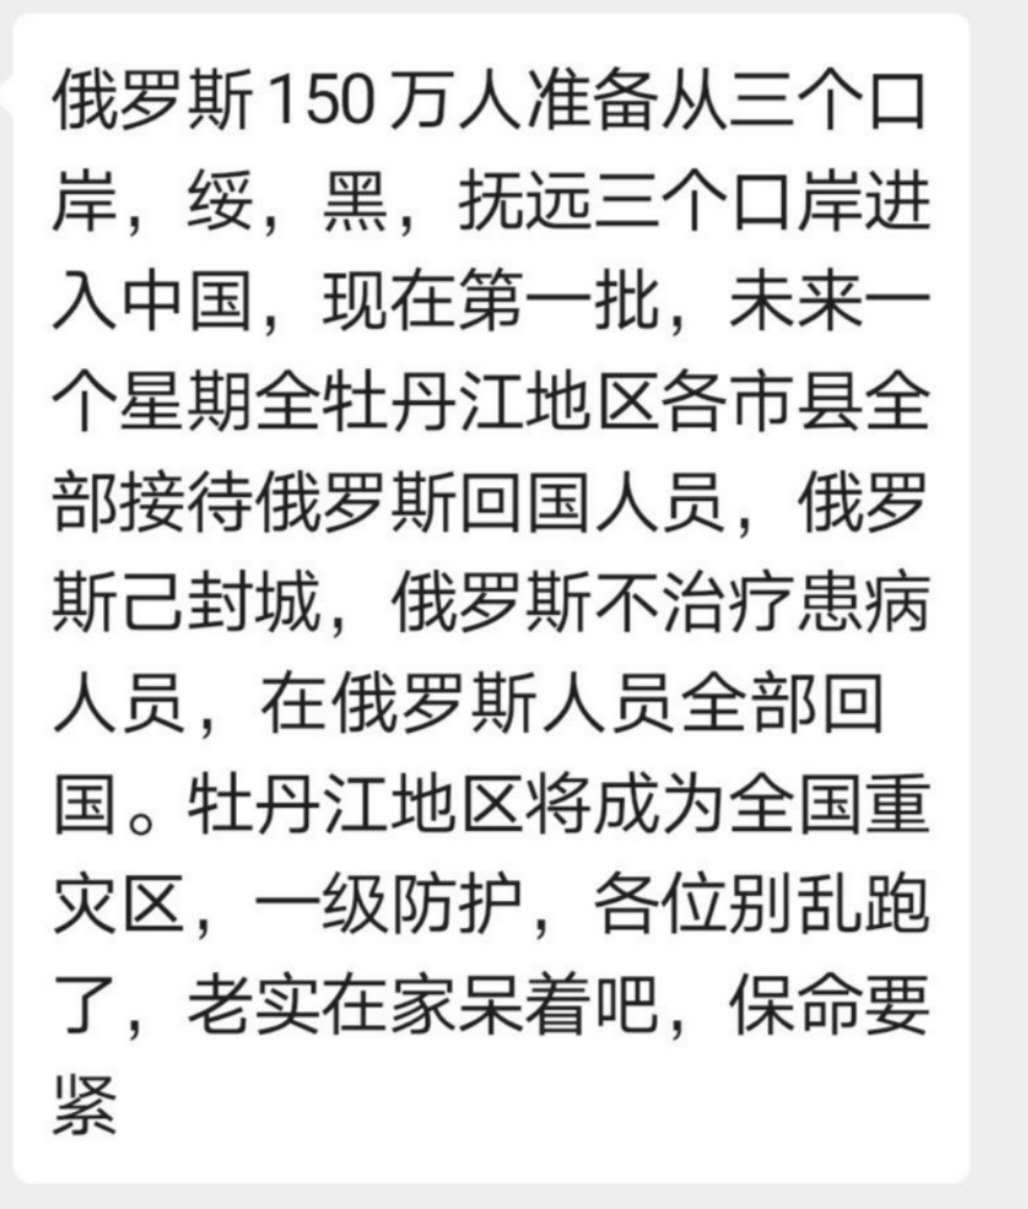 俄罗斯150万人准备从三个口
岸，绥，黑，抚远三个口岸进
入中国，现在第一批，未来一
个星期全牡丹江地区各市县全
部接待俄罗斯回国人员，俄罗
斯己封城，俄罗斯不治疗患病
人员，在俄罗斯人员全部回
国。牡丹江地区将成为全国重
灾区，一级防护，各位别乱跑
了，老实在家呆着吧，保命要
紧